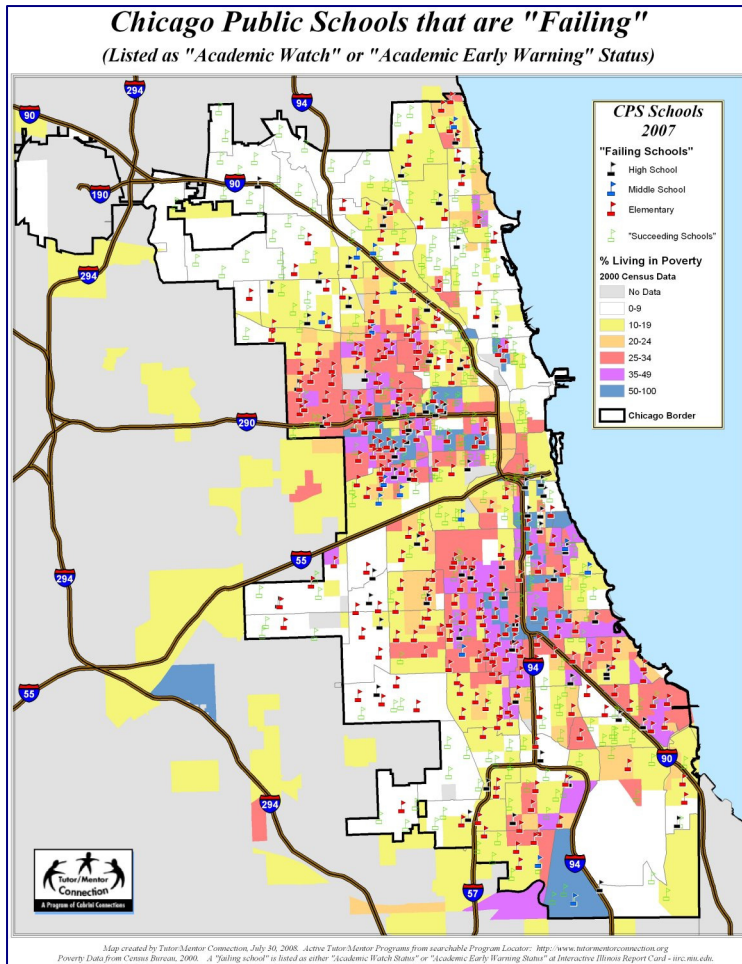 Chicago Public Schools that are "Failing"
(Listed as "Academic Watch" or "Academic Early Warning" Status)
294
94
90
190
90
294
290
55
294
55
94
90
294
94
57
CPS Schools
2007
"Failing Schools"
High School
Middle School
Elementary
"Succeeding Schools"
% Living in Poverty
2000 Census Data
No Data
0-9
10-19
20-24
25-34
35-49
50-100
Chicago Border
Tutor/Mentor
Connection
A Program of Cabrini Connections
Map created by Tutor/Mentor Connection, July 30, 2008. Active Tutor/Mentor Programs from searchable Program Locator: http://www.tutormentorconnection.org
Poverty Data from Census Bureau, 2000. A "failing school" is listed as either "Academic Watch Status" or "Academic Early Warning Status" at Interactive Illinois Report Card - iirc.niu.edu.